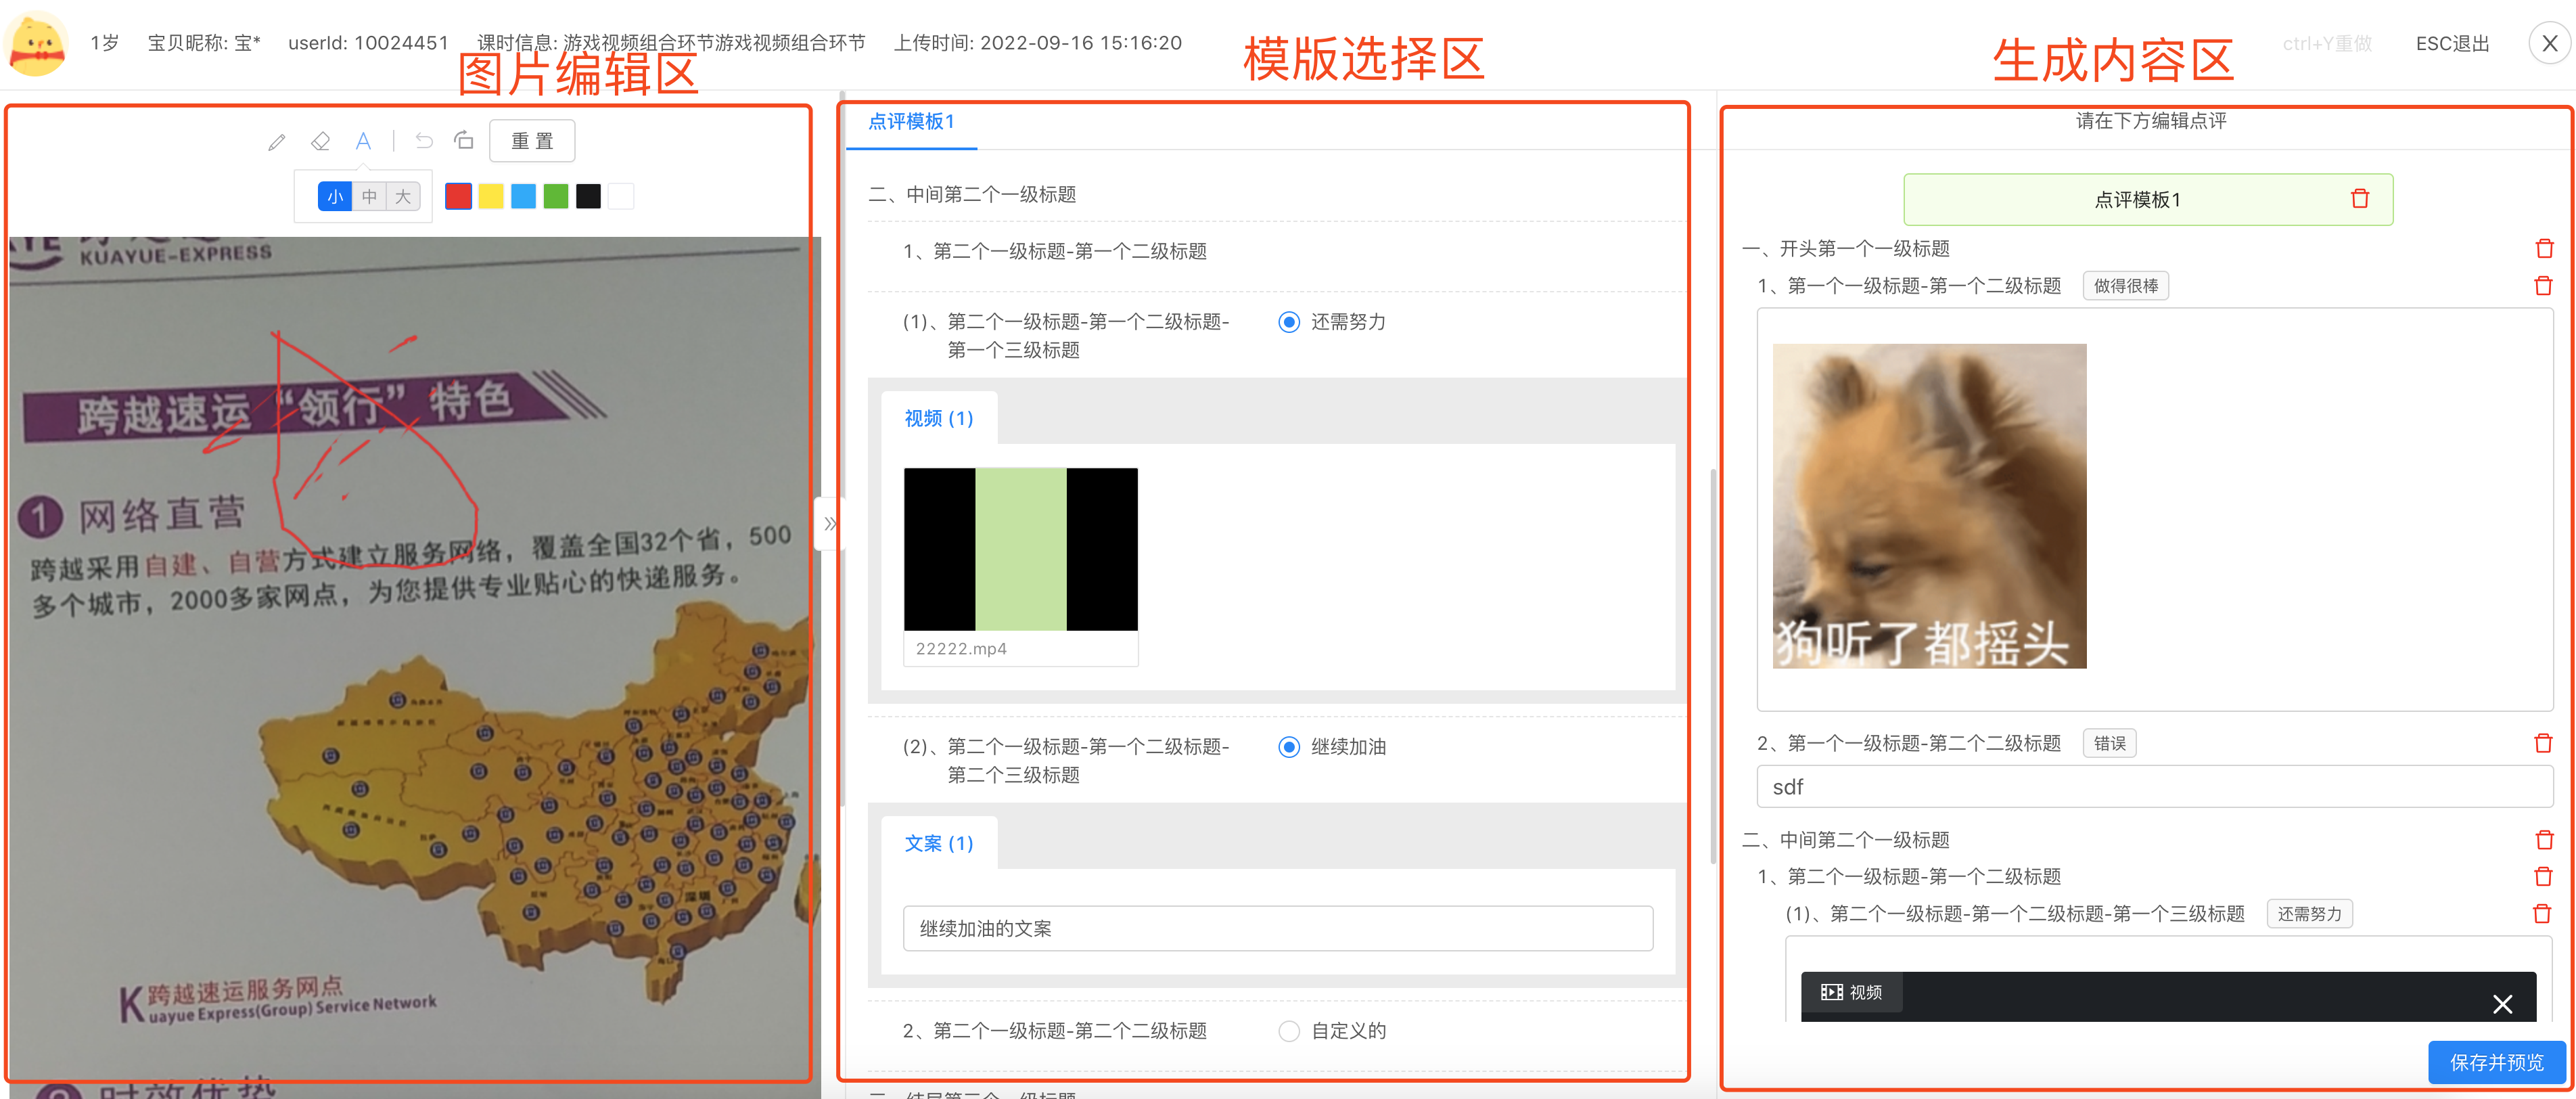 1岁 宝贝昵称: 宝* userId: 10024451 课时信息: 游戏视频组合环节游戏视频组合环节 上传时间: 2022-09-16 15:16:20
ctrl+Y重做 ESC退出 X
图片编辑区
模版选择区
生成内容区
A 重 置
小 中 大
KUAYUE-EXPRESS
跨越速运“领行”特色
1 网络直营
跨越采用自建、自营方式建立服务网络，覆盖全国32个省，500
多个城市，2000多家网点，为您提供专业贴心的快递服务。
深圳
跨越速运服务网点
Kuayue Express(Group) Service Network
点评模板1
二、中间第二个一级标题
1、第二个一级标题-第一个二级标题
(1)、第二个一级标题-第一个二级标题-
第一个三级标题
还需努力
视频 (1)
22222.mp4
(2)、第二个一级标题-第一个二级标题-
第二个三级标题
继续加油
文案 (1)
继续加油的文案
2、第二个一级标题-第二个二级标题
自定义的
请在下方编辑点评
点评模板1
一、开头第一个一级标题
1、第一个一级标题-第一个二级标题 做得很棒
狗听了都摇头
2、第一个一级标题-第二个二级标题 错误
sdf
二、中间第二个一级标题
1、第二个一级标题-第一个二级标题
(1)、第二个一级标题-第一个二级标题-第一个三级标题 还需努力
视频
保存并预览